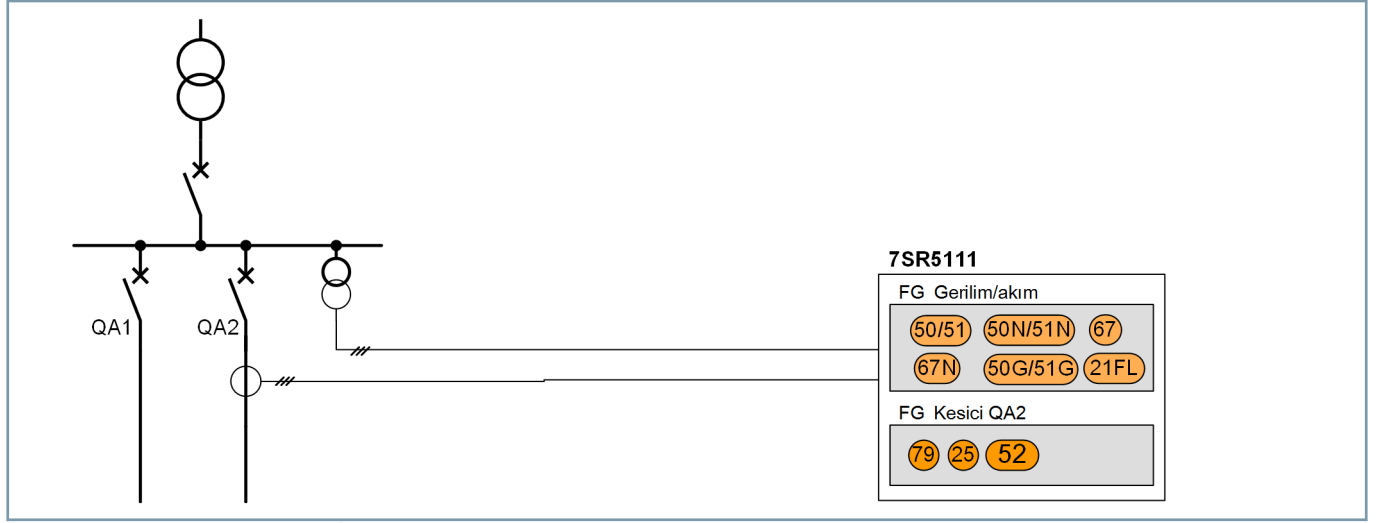 7SR5111
FG Gerilim/akım
50/51 50N/51N 67
67N 50G/51G 21FL
QA1 QA2
FG Kesici QA2
79 25 52